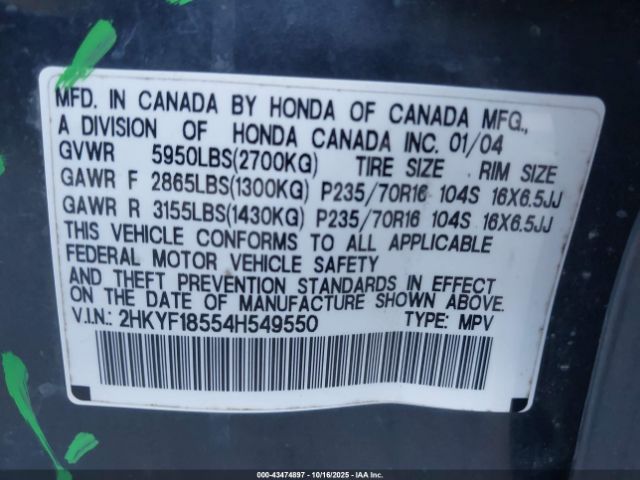 MFD. IN CANADA BY HONDA OF CANADA MFG.,
A DIVISION OF HONDA CANADA INC. 01/04
GVWR 5950LBS(2700KG) TIRE SIZE RIM SIZE
GAWR F 2865LBS(1300KG) P235/70R16 104S 16X6.5JJ
GAWR R 3155LBS(1430KG) P235/70R16 104S 16X6.5JJ
THIS VEHICLE CONFORMS TO ALL APPLICABLE
FEDERAL MOTOR VEHICLE SAFETY
AND THEFT PREVENTION STANDARDS IN EFFECT
ON THE DATE OF MANUFACTURE SHOWN ABOVE.
V.I.N.: 2HKYF18554H549550 TYPE: MPV
000-43474897 - 10/16/2025 - IAA Inc.